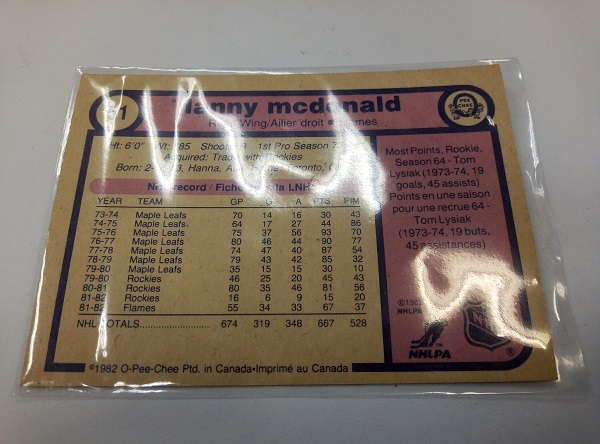 lanny mcdonald
Wing/Ailier droit •
Ht: 6'0" Shoots 1st Pro Season
Acquired: Trade with Rockies
Born: Hanna,
record / Fiche la LNH
YEAR TEAM GP G A PTS PIM
73-74 Maple Leafs 70 14 16 30 43
74-75 Maple Leafs 64 17 27 44 86
75-76 Maple Leafs 75 37 56 93 70
76-77 Maple Leafs 80 46 44 90 77
77-78 Maple Leafs 74 47 40 87 54
78-79 Maple Leafs 79 43 42 85 32
79-80 Maple Leafs 35 15 15 30 10
79-80 Rockies 46 25 20 45 43
80-81 Rockies 80 35 46 81 56
81-82 Rockies 16 6 9 15 20
81-82 Flames 55 34 33 67 37
NHL TOTALS 674 319 348 667 528
©1982 O-Pee-Chee Ptd. in Canada•Imprimé au Canada
O PEE CHEE
Most Points, Rookie,
Season 64 - Tom
Lysiak (1973-74, 19
goals, 45 assists)
Points en une saison
pour une recrue 64 -
Tom Lysiak
(1973-74, 19 buts,
45 assistances)
NHLPA
NHLPA